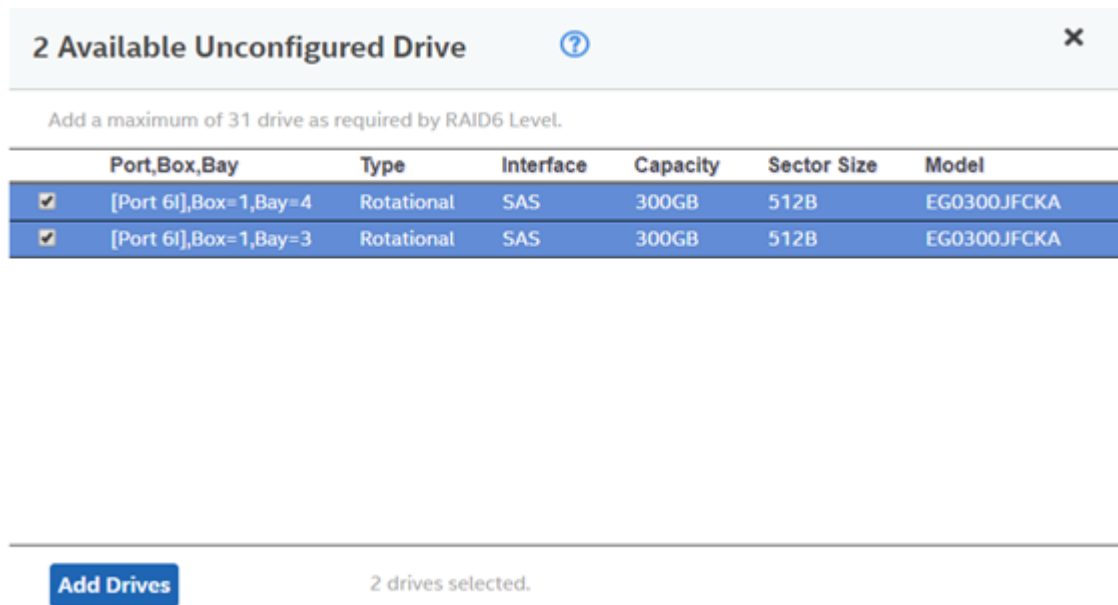 2 Available Unconfigured Drive ?
Add a maximum of 31 drive as required by RAID6 Level.
Port,Box,Bay Type Interface Capacity Sector Size Model
[Port 6I],Box=1,Bay=4 Rotational SAS 300GB 512B EG0300JFCKA
[Port 6I],Box=1,Bay=3 Rotational SAS 300GB 512B EG0300JFCKA
Add Drives 2 drives selected.